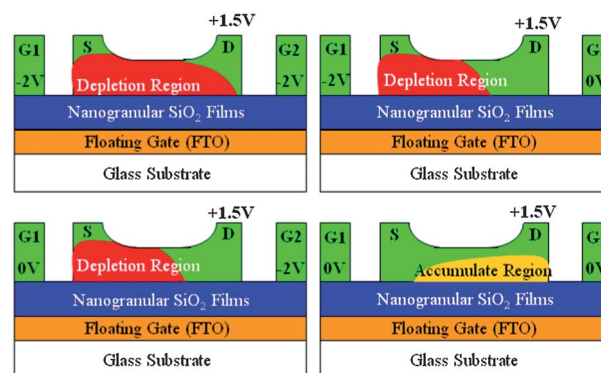 +1.5V
G1 S D G2
-2V -2V
Depletion Region
Nanogranular SiO₂ Films
Floating Gate (FTO)
Glass Substrate
+1.5V
G1 S D G2
-2V 0V
Depletion Region
Nanogranular SiO₂ Films
Floating Gate (FTO)
Glass Substrate
+1.5V
G1 S D G2
0V -2V
Depletion Region
Nanogranular SiO₂ Films
Floating Gate (FTO)
Glass Substrate
+1.5V
G1 S D G2
0V 0V
Accumulate Region
Nanogranular SiO₂ Films
Floating Gate (FTO)
Glass Substrate